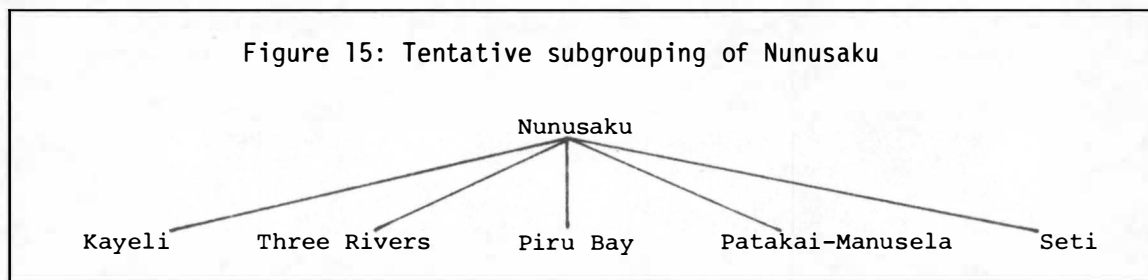 Figure 15: Tentative subgrouping of Nunusaku
Nunusaku
Kayeli Three Rivers Piru Bay Patakai-Manusela Seti